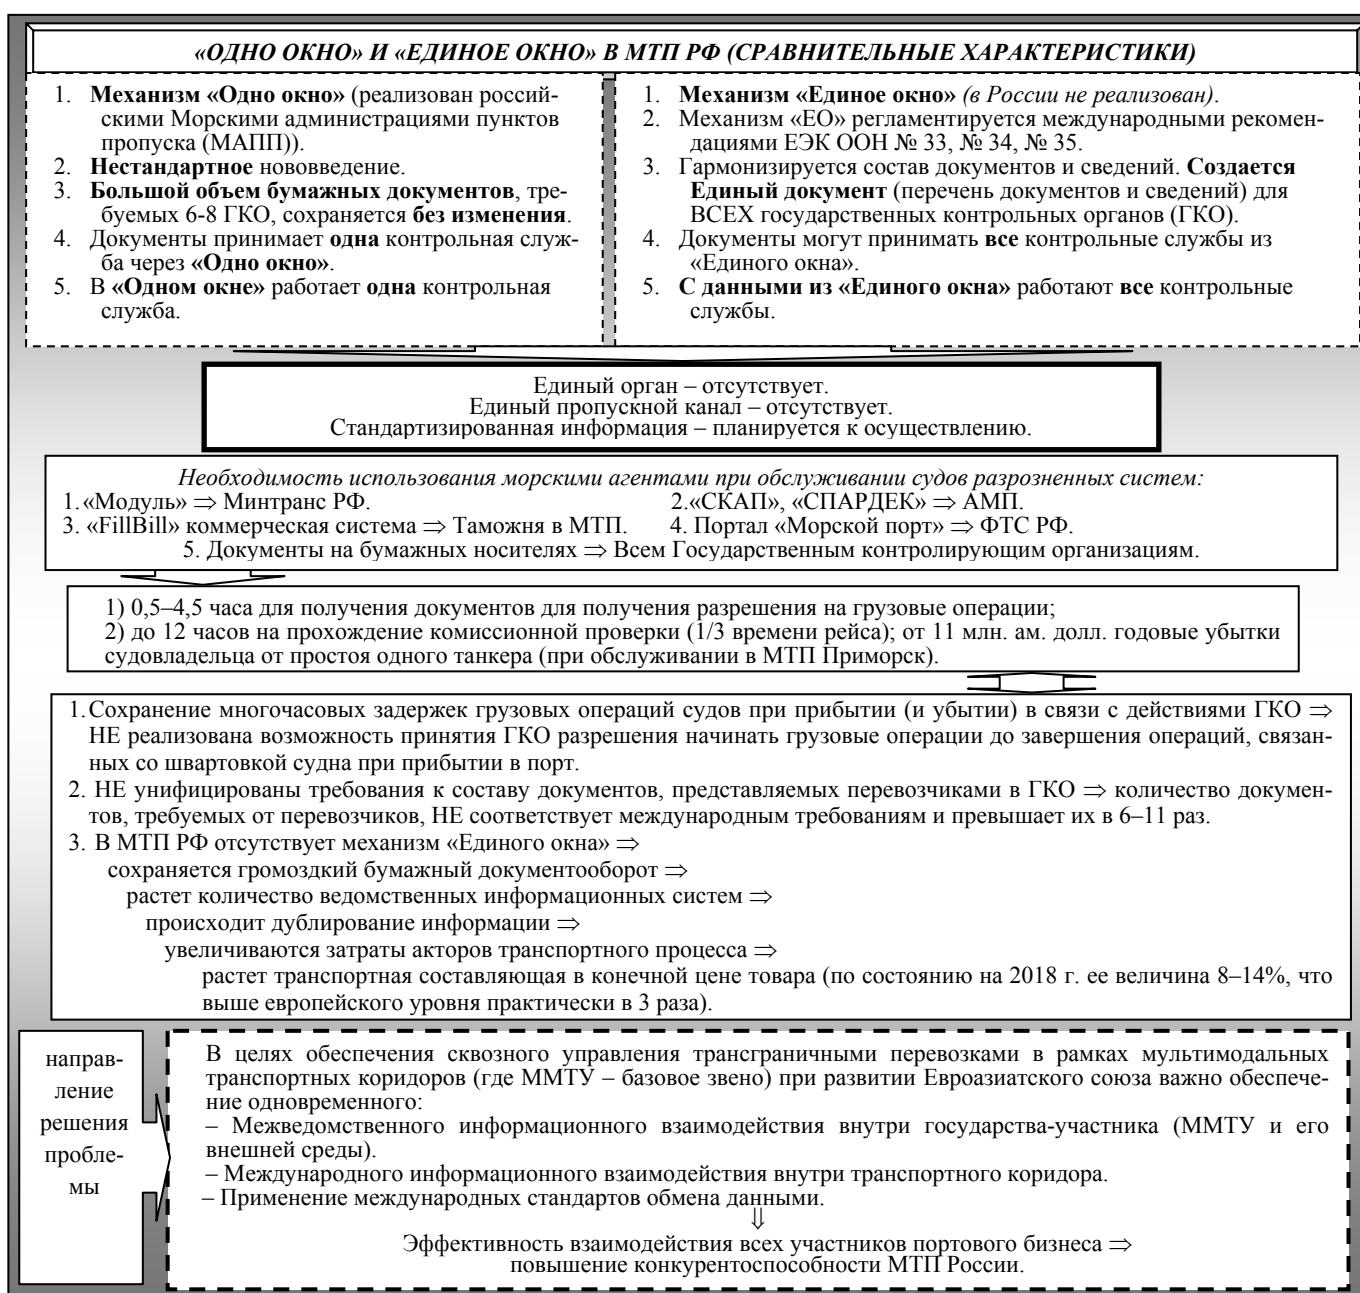 «ОДНО ОКНО» И «ЕДИНОЕ ОКНО» В МТП РФ (СРАВНИТЕЛЬНЫЕ ХАРАКТЕРИСТИКИ)
1. Механизм «Одно окно» (реализован россий-
скими Морскими администрациями пунктов
пропуска (МАПП)).
2. Нестандартное нововведение.
3. Большой объем бумажных документов, тре-
буемых 6-8 ГКО, сохраняется без изменения.
4. Документы принимает одна контрольная служ-
ба через «Одно окно».
5. В «Одном окне» работает одна контрольная
служба.
1. Механизм «Единое окно» (в России не реализован).
2. Механизм «ЕО» регламентируется международными рекомен-
дациями ЕЭК ООН № 33, № 34, № 35.
3. Гармонизируется состав документов и сведений. Создается
Единый документ (перечень документов и сведений) для
ВСЕХ государственных контрольных органов (ГКО).
4. Документы могут принимать все контрольные службы из
«Единого окна».
5. С данными из «Единого окна» работают все контрольные
службы.
Единый орган – отсутствует.
Единый пропускной канал – отсутствует.
Стандартизированная информация – планируется к осуществлению.
Необходимость использования морскими агентами при обслуживании судов разрозненных систем:
1. «Модуль» ⇒ Минтранс РФ. 2.«СКАП», «СПАРДЕК» ⇒ АМП.
3. «FillBill» коммерческая система ⇒ Таможня в МТП. 4. Портал «Морской порт» ⇒ ФТС РФ.
5. Документы на бумажных носителях ⇒ Всем Государственным контролирующим организациям.
1) 0,5–4,5 часа для получения документов для получения разрешения на грузовые операции;
2) до 12 часов на прохождение комиссионной проверки (1/3 времени рейса); от 11 млн. ам. долл. годовые убытки
судовладельца от простоя одного танкера (при обслуживании в МТП Приморск).
1. Сохранение многочасовых задержек грузовых операций судов при прибытии (и убытии) в связи с действиями ГКО ⇒
НЕ реализована возможность принятия ГКО разрешения начинать грузовые операции до завершения операций, связан-
ных со швартовкой судна при прибытии в порт.
2. НЕ унифицированы требования к составу документов, представляемых перевозчиками в ГКО ⇒ количество докумен-
тов, требуемых от перевозчиков, НЕ соответствует международным требованиям и превышает их в 6–11 раз.
3. В МТП РФ отсутствует механизм «Единого окна» ⇒
сохраняется громоздкий бумажный документооборот ⇒
растет количество ведомственных информационных систем ⇒
происходит дублирование информации ⇒
увеличиваются затраты акторов транспортного процесса ⇒
растет транспортная составляющая в конечной цене товара (по состоянию на 2018 г. ее величина 8–14%, что
выше европейского уровня практически в 3 раза).
направ-
ление
решения
пробле-
мы
В целях обеспечения сквозного управления трансграничными перевозками в рамках мультимодальных
транспортных коридоров (где ММТУ – базовое звено) при развитии Евроазиатского союза важно обеспече-
ние одновременного:
– Межведомственного информационного взаимодействия внутри государства-участника (ММТУ и его
внешней среды).
– Международного информационного взаимодействия внутри транспортного коридора.
– Применение международных стандартов обмена данными.
⇓
Эффективность взаимодействия всех участников портового бизнеса ⇒
повышение конкурентоспособности МТП России.